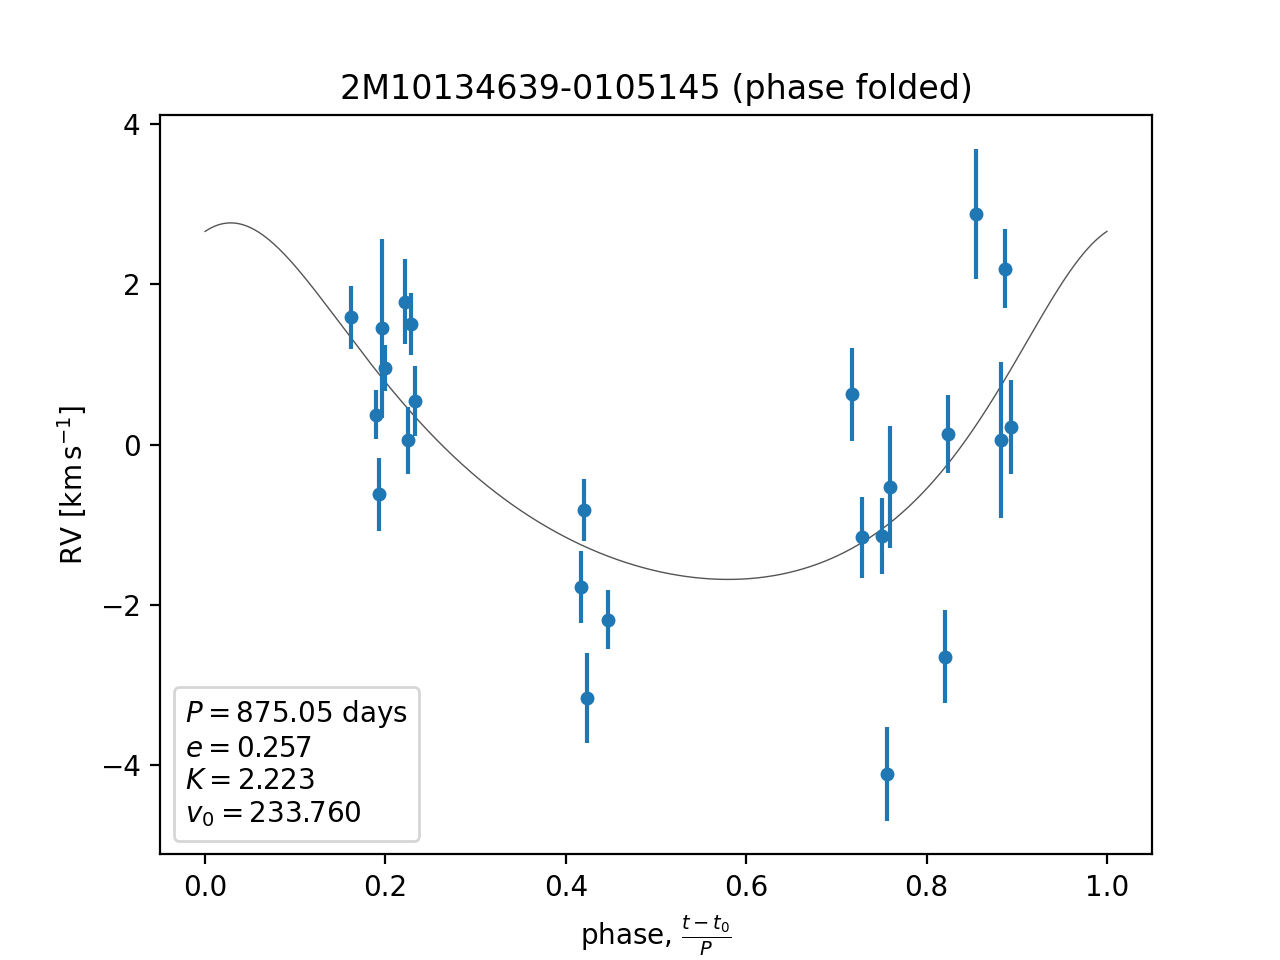 2M10134639-0105145 (phase folded)
RV [km s⁻¹]
4
2
0
−2
−4
P = 875.05 days
e = 0.257
K = 2.223
v₀ = 233.760
0.0 0.2 0.4 0.6 0.8 1.0
phase, (t − t₀)/P